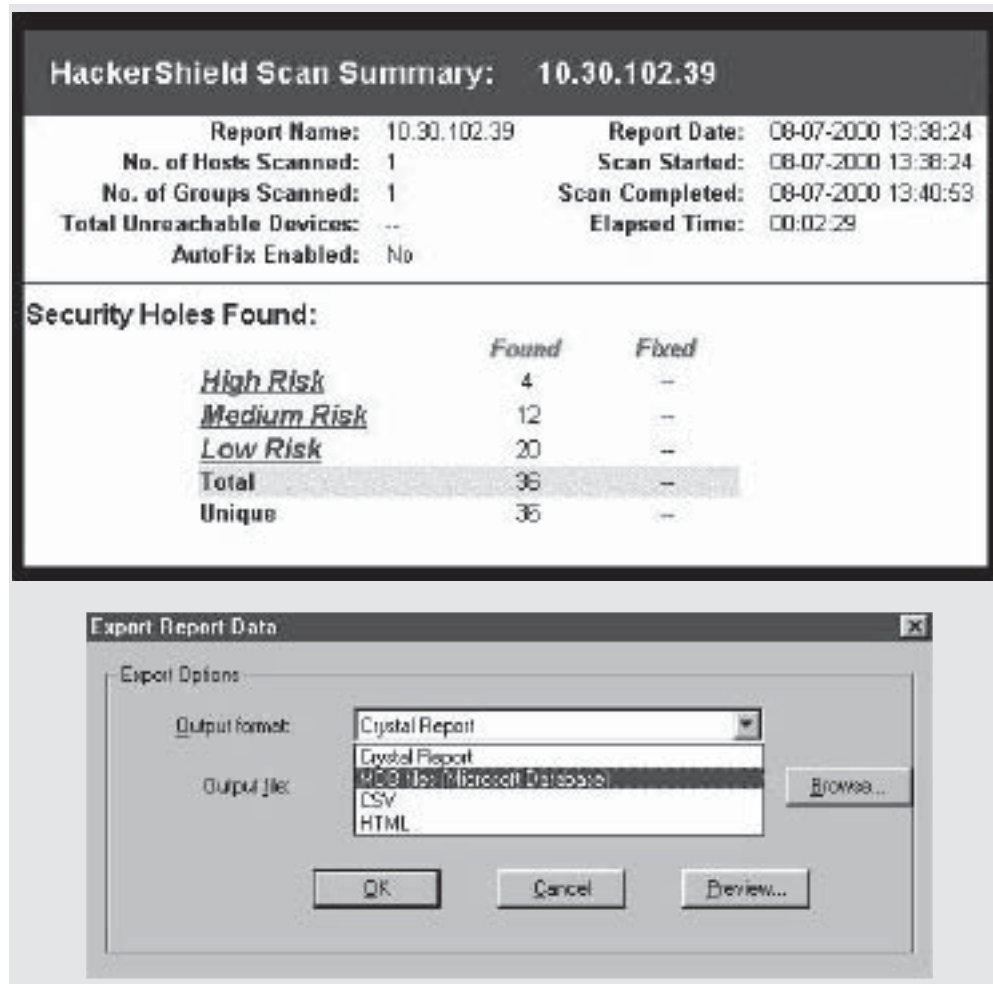 HackerShield Scan Summary: 10.30.102.39
Report Name: 10.30.102.39 Report Date: 08-07-2000 13:38:24
No. of Hosts Scanned: 1 Scan Started: 08-07-2000 13:38:24
No. of Groups Scanned: 1 Scan Completed: 08-07-2000 13:40:53
Total Unreachable Devices: -- Elapsed Time: 00:02:29
AutoFix Enabled: No
Security Holes Found:
Found Fixed
High Risk 4 --
Medium Risk 12 --
Low Risk 20 --
Total 36 --
Unique 36 --
Export Report Data
Export Options
Output format: Crystal Report
Crystal Report
MDB files (Microsoft Database)
Output file: Browse...
CSV
HTML
OK Cancel Preview...